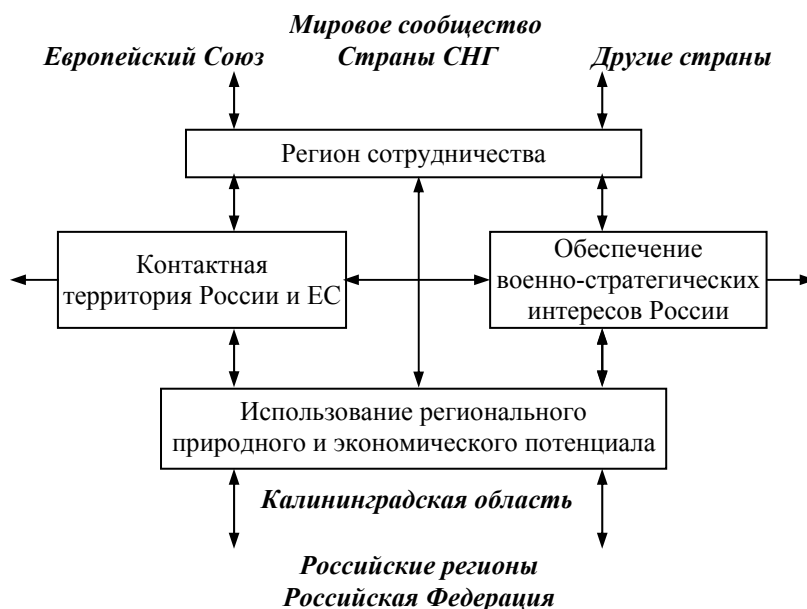 Мировое сообщество
Европейский Союз Страны СНГ Другие страны
Регион сотрудничества
Контактная
территория России и ЕС
Обеспечение
военно-стратегических
интересов России
Использование регионального
природного и экономического потенциала
Калининградская область
Российские регионы
Российская Федерация